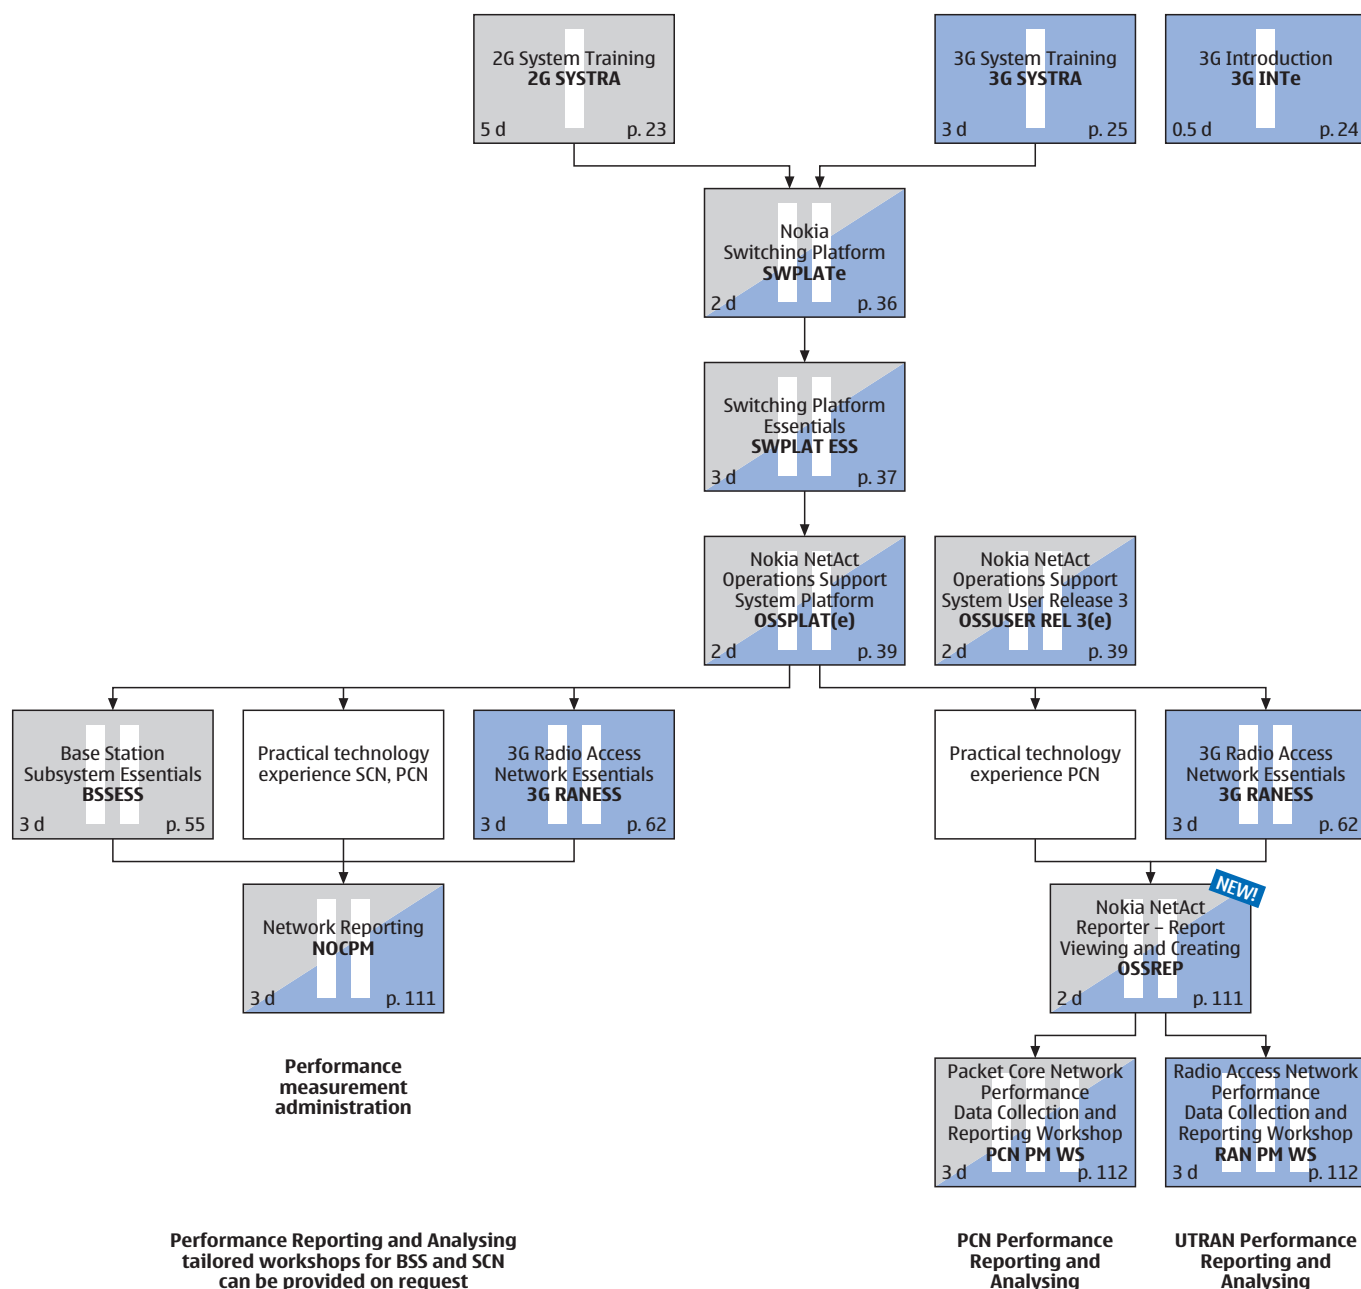 2G System Training
2G SYSTRA
5 d p. 23
3G System Training
3G SYSTRA
3 d p. 25
3G Introduction
3G INTe
0.5 d p. 24
Nokia
Switching Platform
SWPLATe
2 d p. 36
Switching Platform
Essentials
SWPLAT ESS
3 d p. 37
Nokia NetAct
Operations Support
System Platform
OSSPLAT(e)
2 d p. 39
Nokia NetAct
Operations Support
System User Release 3
OSSUSER REL 3(e)
2 d p. 39
Base Station
Subsystem Essentials
BSSESS
3 d p. 55
Practical technology
experience SCN, PCN
3G Radio Access
Network Essentials
3G RANESS
3 d p. 62
Practical technology
experience PCN
3G Radio Access
Network Essentials
3G RANESS
3 d p. 62
Network Reporting
NOCPM
3 d p. 111
NEW!
Nokia NetAct
Reporter – Report
Viewing and Creating
OSSREP
2 d p. 111
Performance
measurement
administration
Packet Core Network
Performance
Data Collection and
Reporting Workshop
PCN PM WS
3 d p. 112
Radio Access Network
Performance
Data Collection and
Reporting Workshop
RAN PM WS
3 d p. 112
Performance Reporting and Analysing
tailored workshops for BSS and SCN
can be provided on request
PCN Performance
Reporting and
Analysing
UTRAN Performance
Reporting and
Analysing